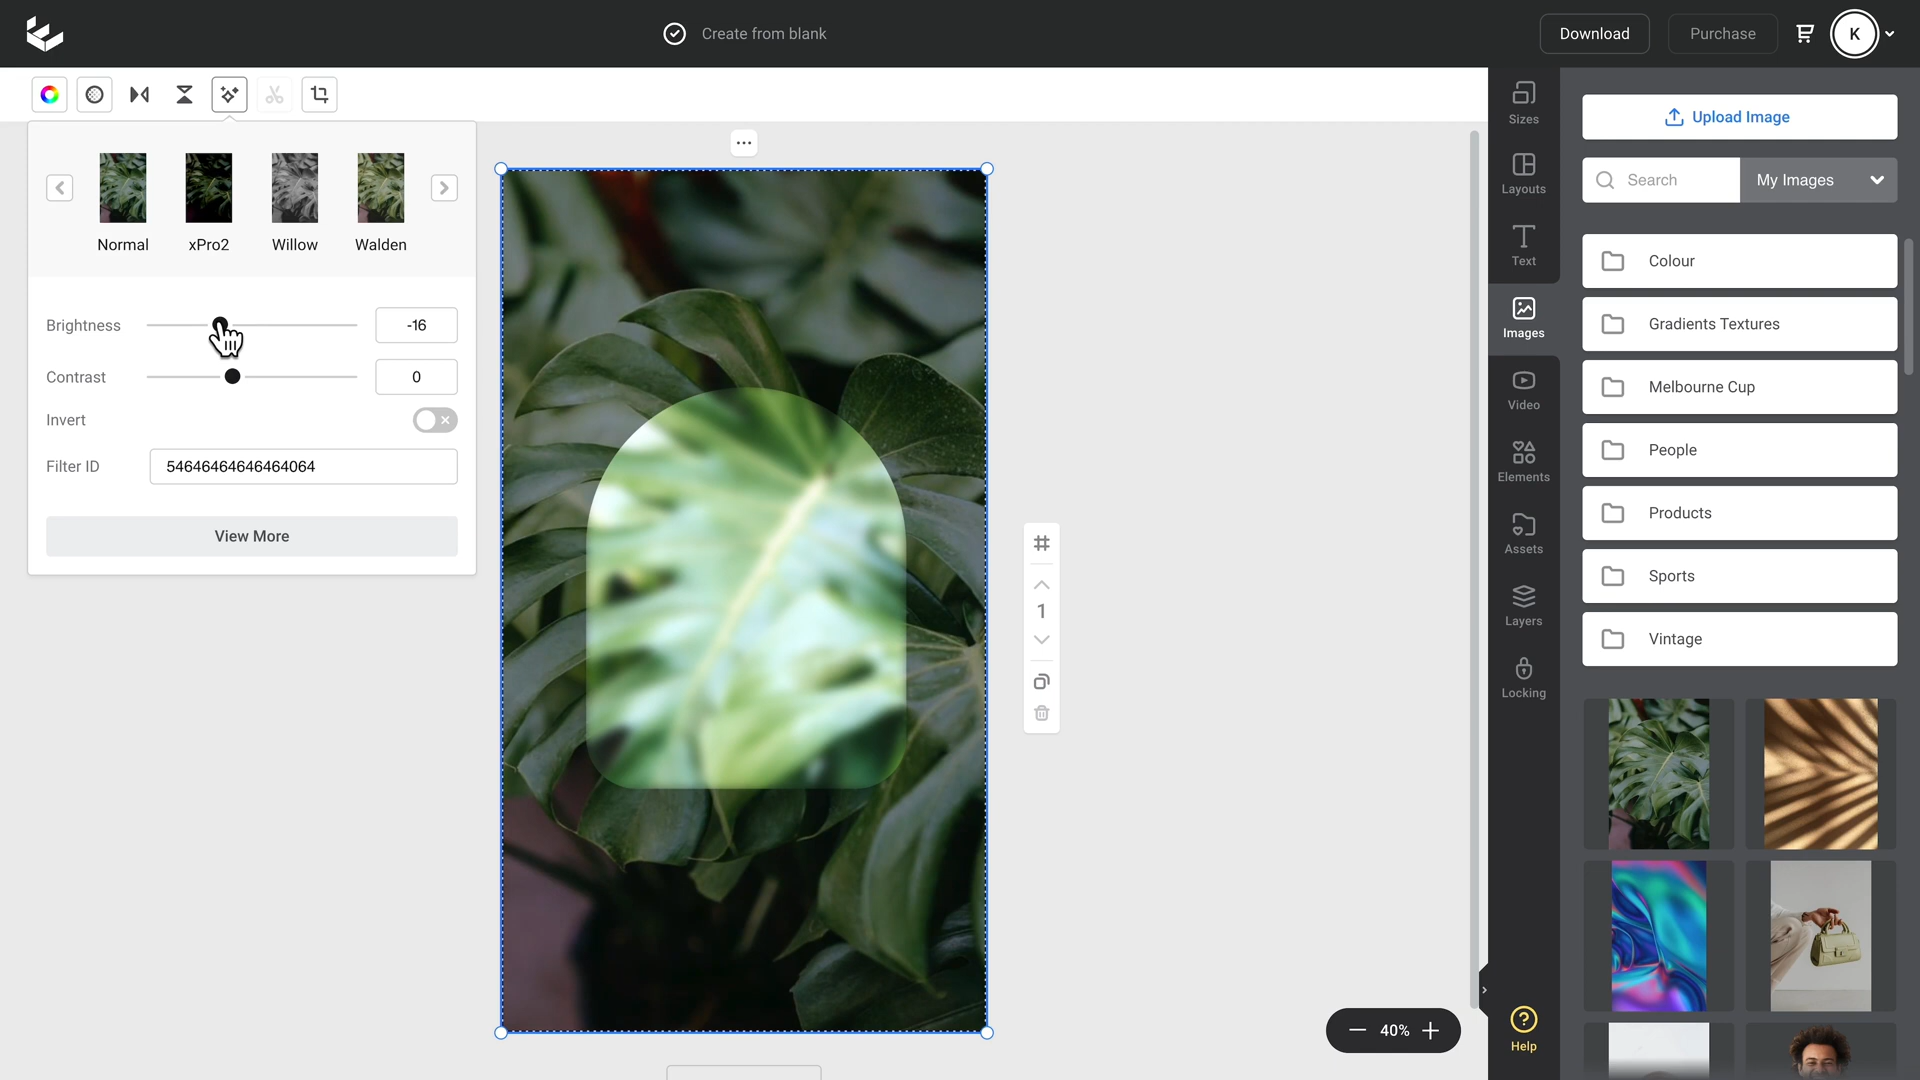 Create from blank
Download
Purchase
K
Normal
xPro2
Willow
Walden
Brightness
-16
Contrast
0
Invert
Filter ID
54646464646464064
View More
1
40%
Sizes
Layouts
Text
Images
Video
Elements
Assets
Layers
Locking
Help
Upload Image
Search
My Images
Colour
Gradients Textures
Melbourne Cup
People
Products
Sports
Vintage